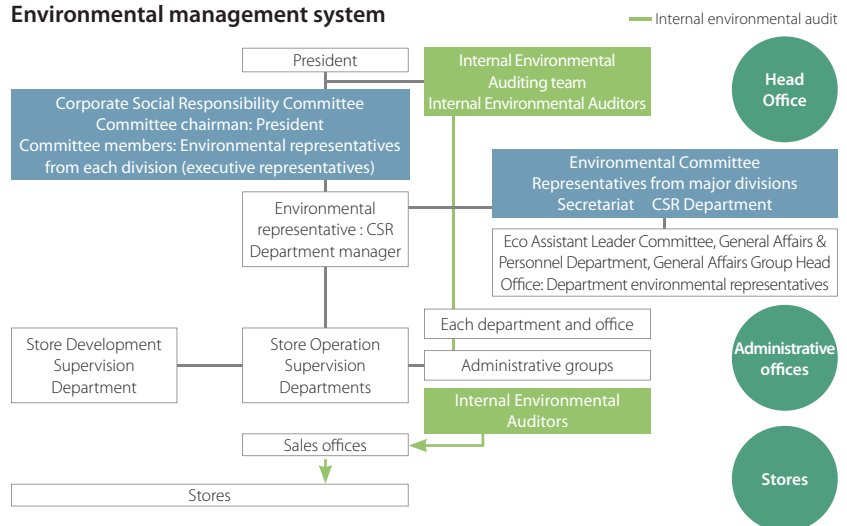 Environmental management system
Internal environmental audit
President
Internal Environmental
Auditing team
Internal Environmental Auditors
Head
Office
Corporate Social Responsibility Committee
Committee chairman: President
Committee members: Environmental representatives
from each division (executive representatives)
Environmental Committee
Representatives from major divisions
Secretariat CSR Department
Environmental
representative : CSR
Department manager
Eco Assistant Leader Committee, General Affairs &
Personnel Department, General Affairs Group Head
Office: Department environmental representatives
Each department and office
Store Development
Supervision
Department
Store Operation
Supervision
Departments
Administrative groups
Administrative
offices
Internal Environmental
Auditors
Sales offices
Stores
Stores